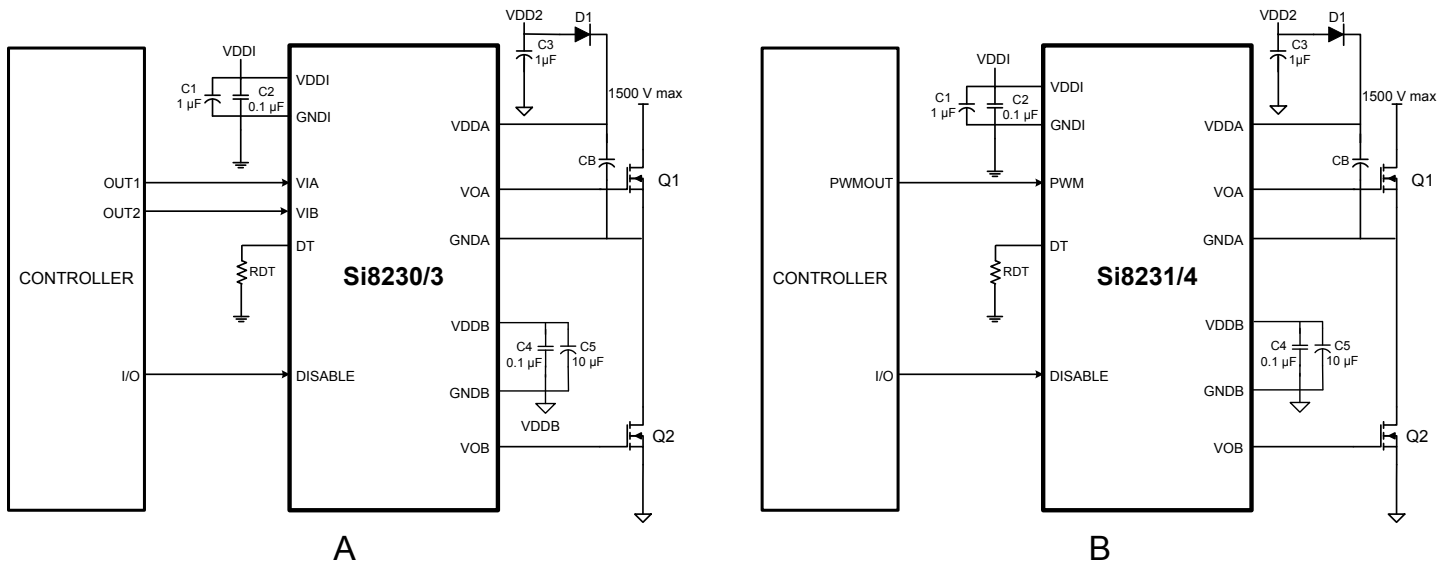 VDD2
D1
C3
1µF
VDDI
C1
1 µF
C2
0.1 µF
VDDI
GNDI
1500 V max
VDDA
CB
OUT1
VIA
VOA
Q1
OUT2
VIB
DT
GNDA
RDT
CONTROLLER
Si8230/3
VDDB
C4
0.1 µF
C5
10 µF
I/O
DISABLE
GNDB
VDDB
VOB
Q2
A
VDD2
D1
C3
1µF
VDDI
C1
1 µF
C2
0.1 µF
VDDI
GNDI
1500 V max
VDDA
CB
PWMOUT
PWM
VOA
Q1
DT
GNDA
RDT
CONTROLLER
Si8231/4
VDDB
C4
0.1 µF
C5
10 µF
I/O
DISABLE
GNDB
VOB
Q2
B